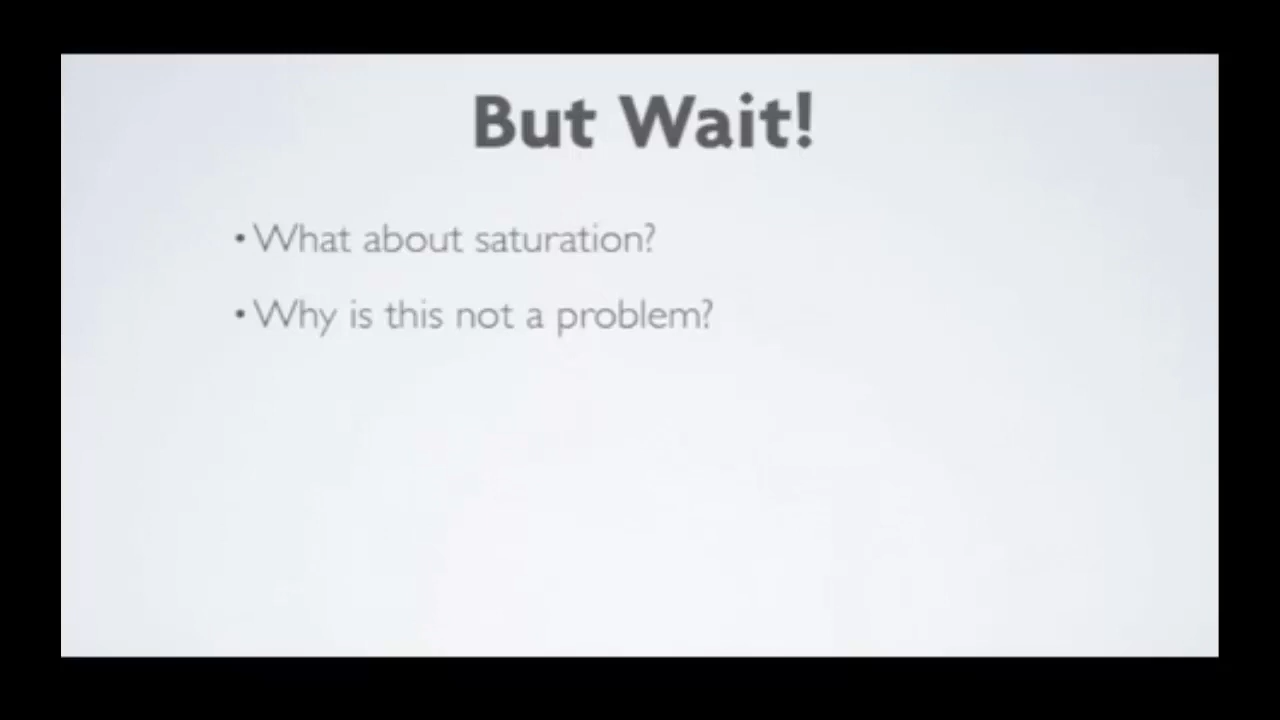 But Wait!
• What about saturation?
• Why is this not a problem?